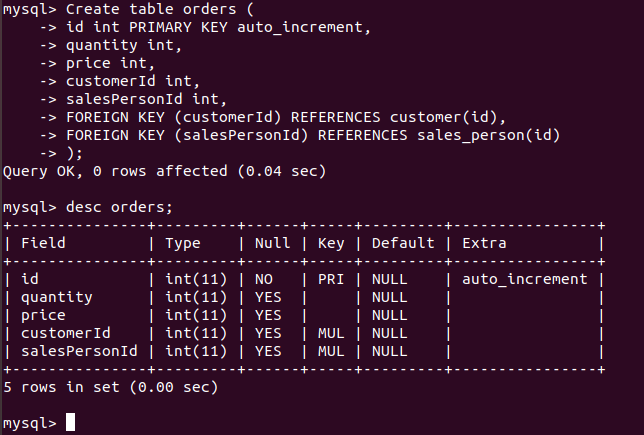 mysql> Create table orders (
    -> id int PRIMARY KEY auto_increment,
    -> quantity int,
    -> price int,
    -> customerId int,
    -> salesPersonId int,
    -> FOREIGN KEY (customerId) REFERENCES customer(id),
    -> FOREIGN KEY (salesPersonId) REFERENCES sales_person(id)
    -> );
Query OK, 0 rows affected (0.04 sec)

mysql> desc orders;
+---------------+---------+------+-----+---------+----------------+
| Field         | Type    | Null | Key | Default | Extra          |
+---------------+---------+------+-----+---------+----------------+
| id            | int(11) | NO   | PRI | NULL    | auto_increment |
| quantity      | int(11) | YES  |     | NULL    |                |
| price         | int(11) | YES  |     | NULL    |                |
| customerId    | int(11) | YES  | MUL | NULL    |                |
| salesPersonId | int(11) | YES  | MUL | NULL    |                |
+---------------+---------+------+-----+---------+----------------+
5 rows in set (0.00 sec)

mysql>